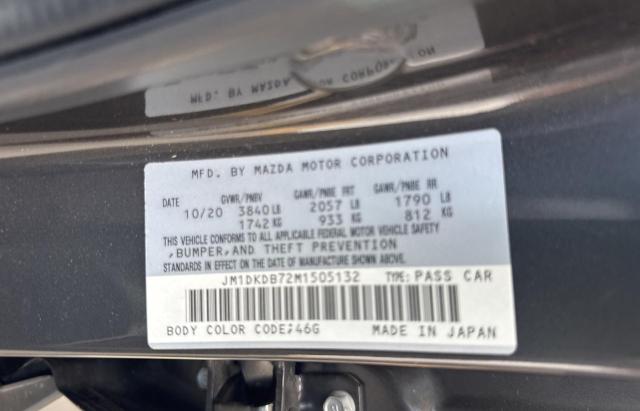 MFD. BY MAZDA MOTOR CORPORATION
DATE GVWR/PNBV GAWR/PNBE FRT GAWR/PNBE RR
10/20 3840 LB 2057 LB 1790 LB
1742 KG 933 KG 812 KG
THIS VEHICLE CONFORMS TO ALL APPLICABLE FEDERAL MOTOR VEHICLE SAFETY
,BUMPER,AND THEFT PREVENTION
STANDARDS IN EFFECT ON THE DATE OF MANUFACTURE SHOWN ABOVE.
JM1DKDB72M1505132 TYPE: PASS CAR
BODY COLOR CODE:46G MADE IN JAPAN